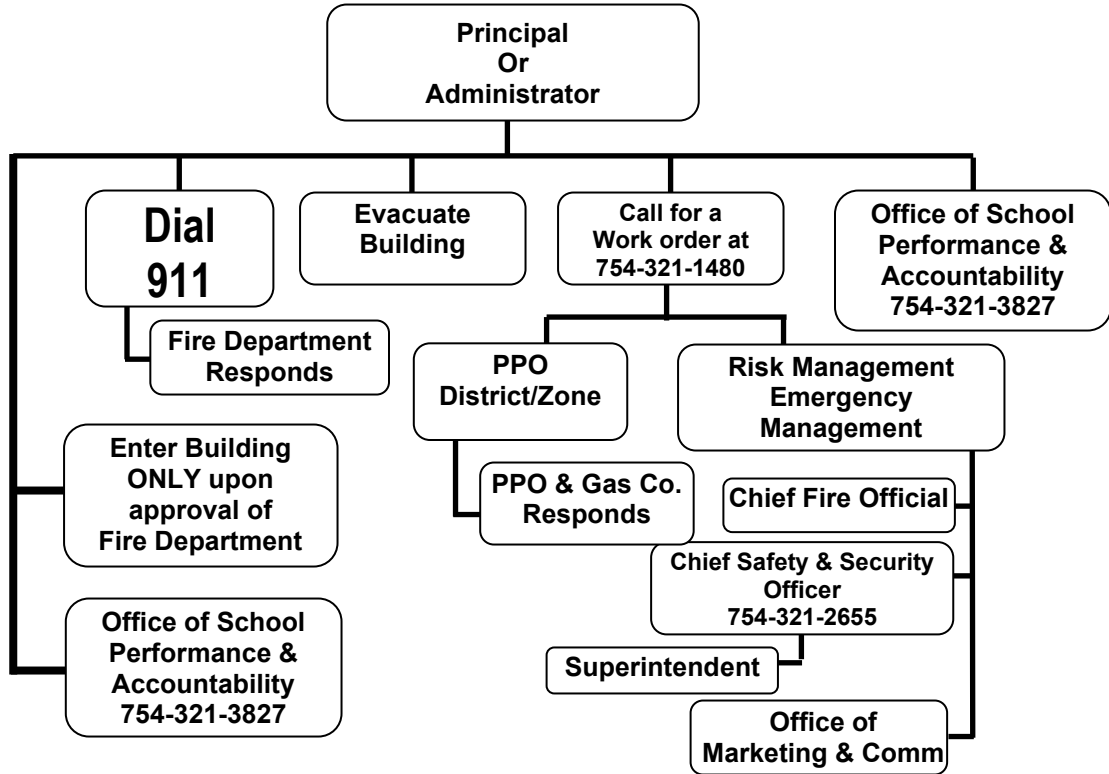 Principal
Or
Administrator
Dial
911
Evacuate
Building
Call for a
Work order at
754-321-1480
Office of School
Performance &
Accountability
754-321-3827
Fire Department
Responds
PPO
District/Zone
Risk Management
Emergency
Management
Enter Building
ONLY upon
approval of
Fire Department
PPO & Gas Co.
Responds
Chief Fire Official
Chief Safety & Security
Officer
754-321-2655
Office of School
Performance &
Accountability
754-321-3827
Superintendent
Office of
Marketing & Comm